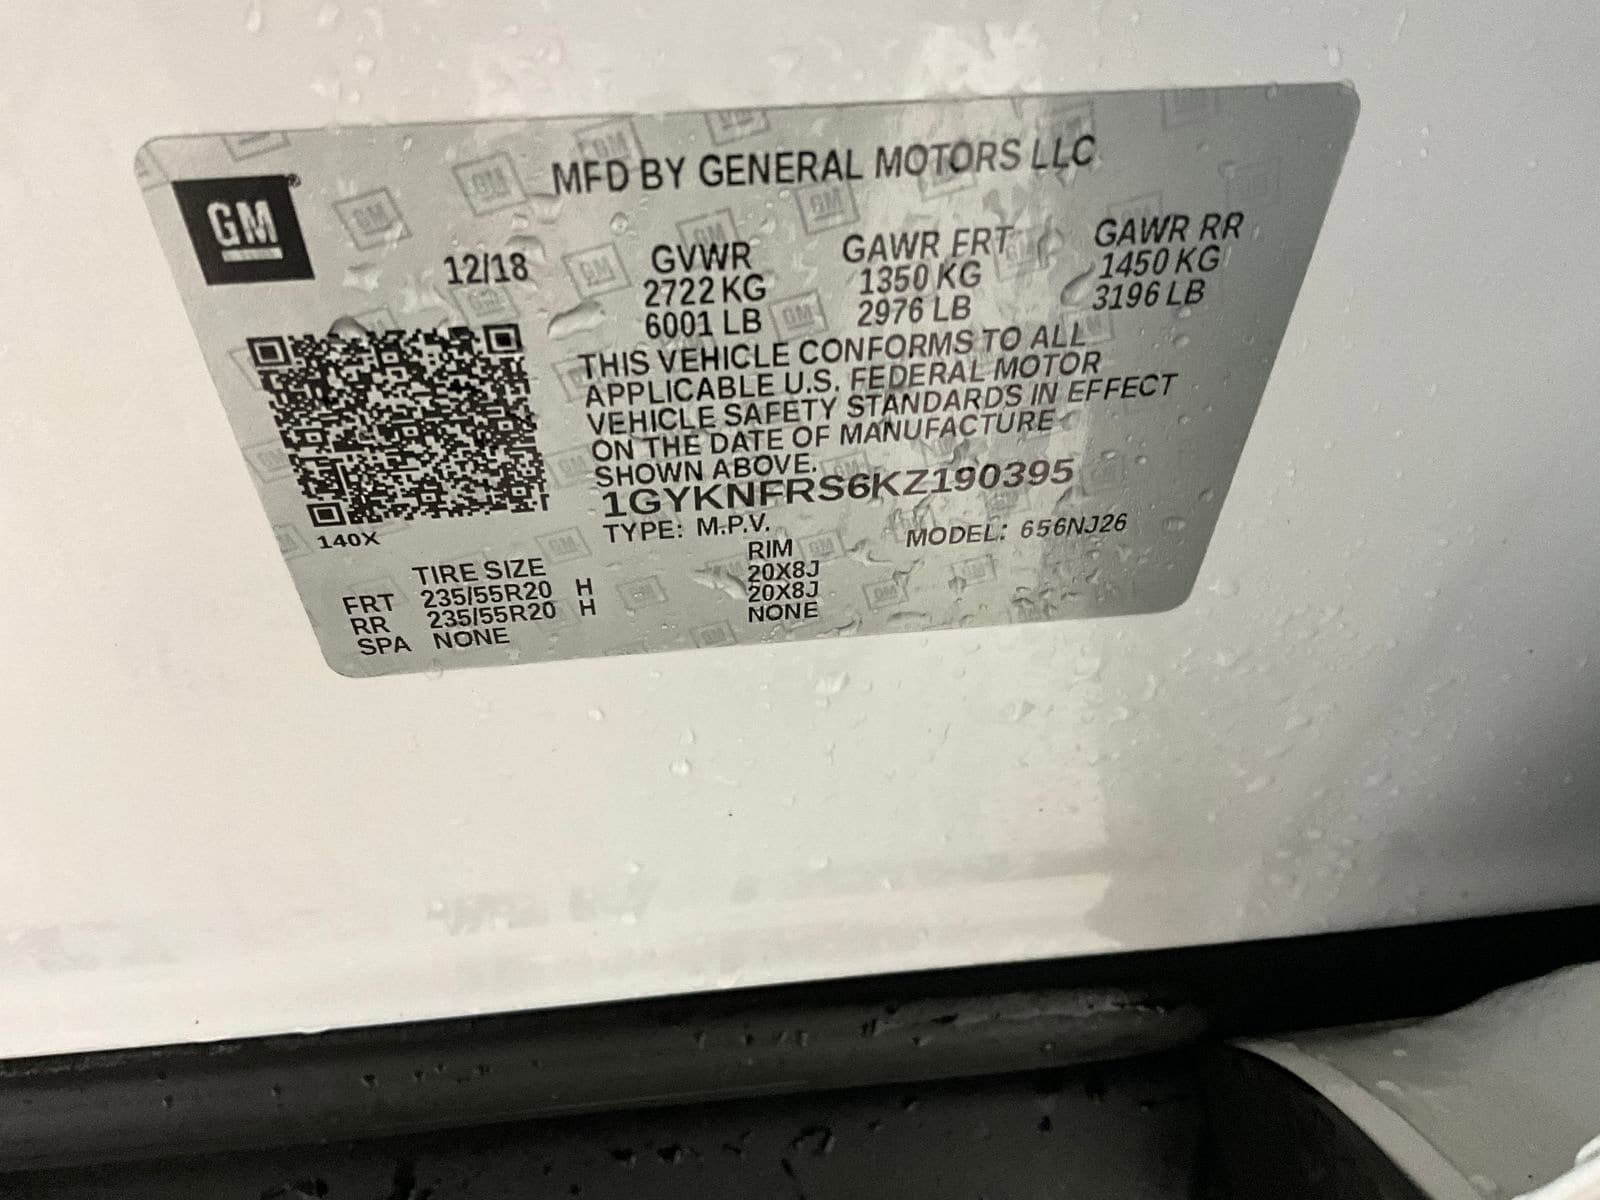 MFD BY GENERAL MOTORS LLC
GM
12/18
GVWR GAWR FRT GAWR RR
2722 KG 1350 KG 1450 KG
6001 LB 2976 LB 3196 LB
THIS VEHICLE CONFORMS TO ALL
APPLICABLE U.S. FEDERAL MOTOR
VEHICLE SAFETY STANDARDS IN EFFECT
ON THE DATE OF MANUFACTURE
SHOWN ABOVE.
1GYKNFRS6KZ190395
140X
TYPE: M.P.V. MODEL: 656NJ26
TIRE SIZE RIM
FRT 235/55R20 H 20X8J
RR 235/55R20 H 20X8J
SPA NONE NONE